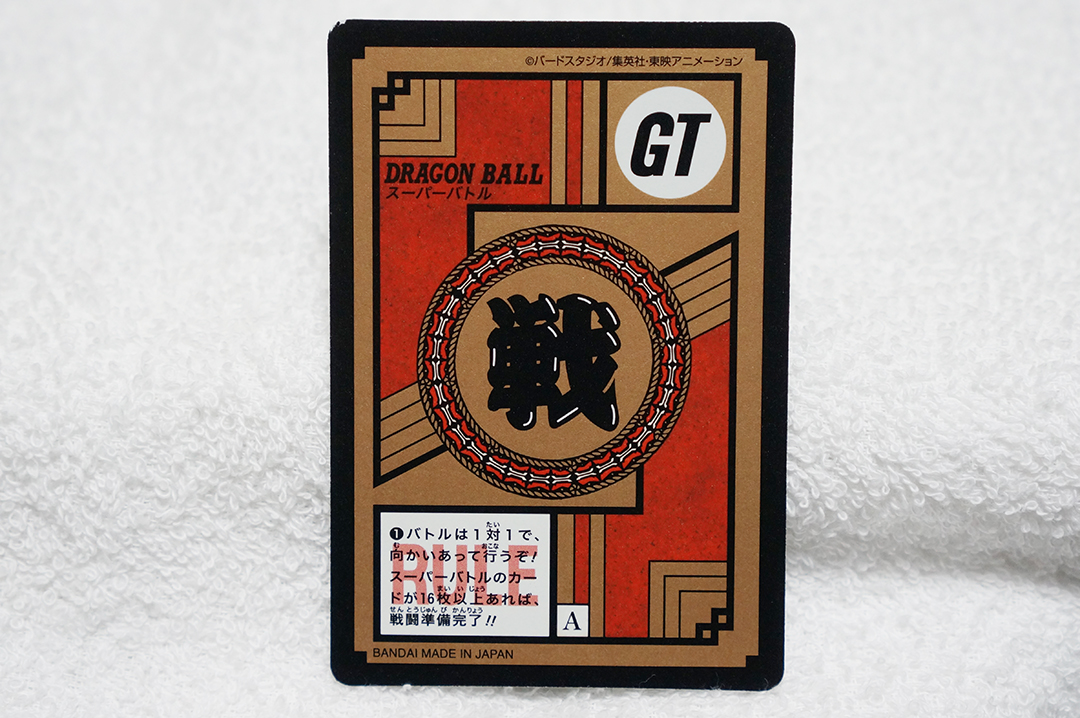 ©バードスタジオ/集英社・東映アニメーション
GT
DRAGON BALL
スーパーバトル
戦
RULE
❶バトルは1対1で、
向かいあって行うぞ!
スーパーバトルのカー
ドが16枚以上あれば、
戦闘準備完了!!
A
BANDAI MADE IN JAPAN